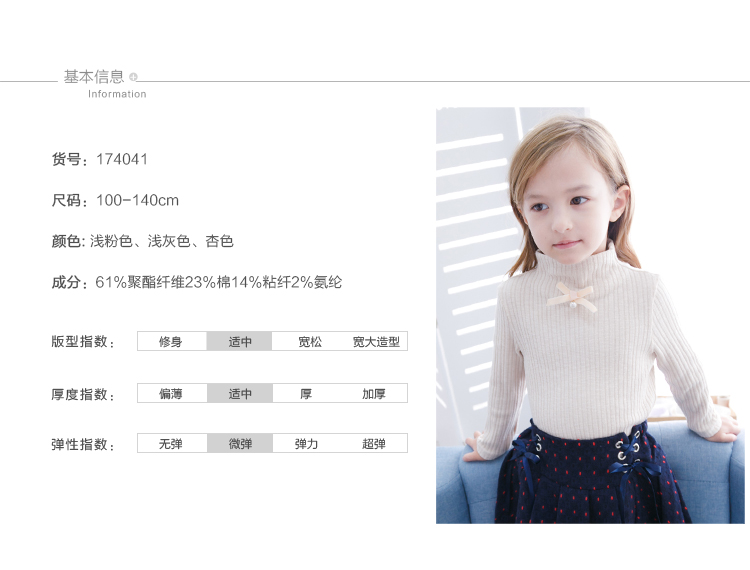 基本信息
Information
货号：174041
尺码：100-140cm
颜色: 浅粉色、浅灰色、杏色
成分：61%聚酯纤维23%棉14%粘纤2%氨纶
版型指数： 修身 适中 宽松 宽大造型
厚度指数： 偏薄 适中 厚 加厚
弹性指数： 无弹 微弹 弹力 超弹